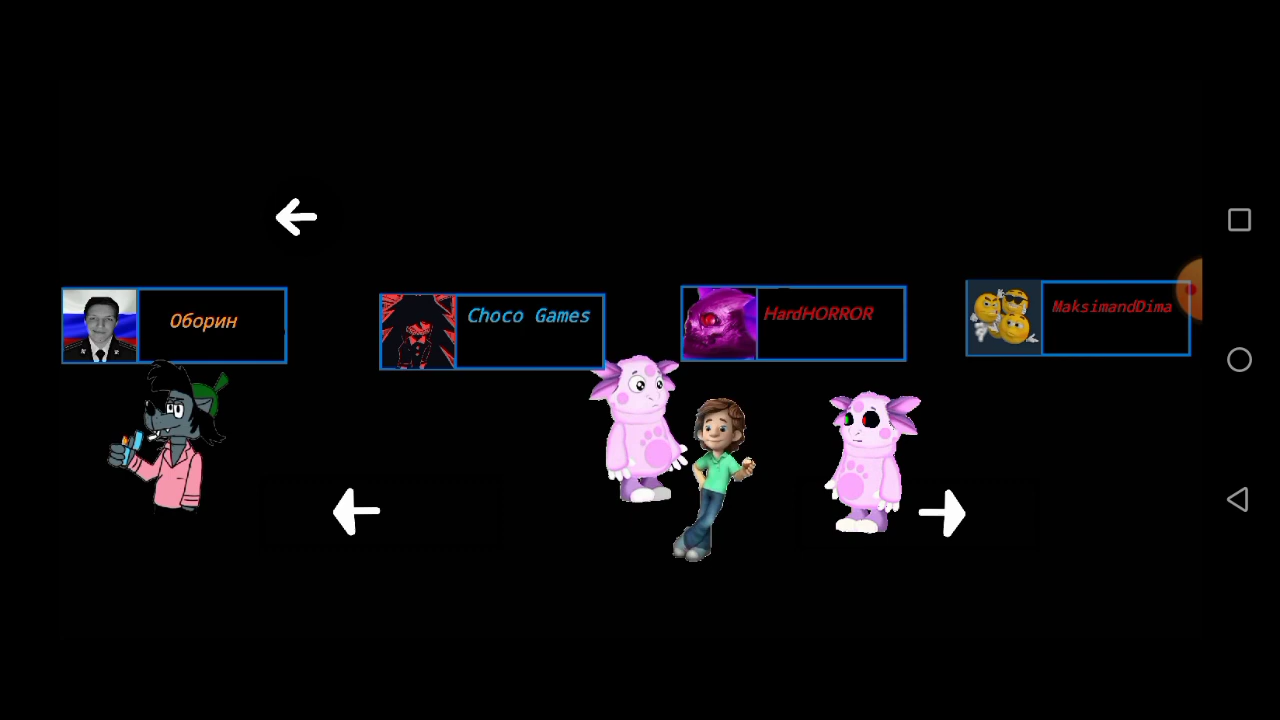 Оборин
Choco Games
HardHORROR
MaksimandDima